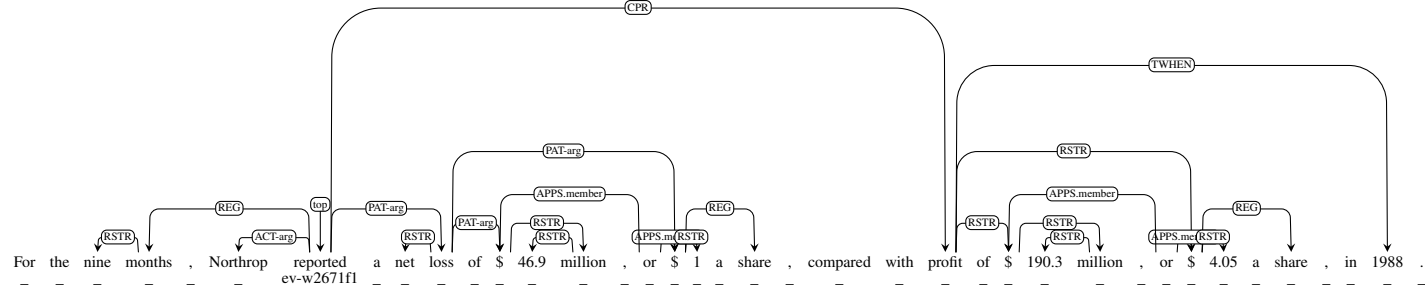 CPR
TWHEN
PAT-arg RSTR
APPS.member APPS.member
REG top PAT-arg PAT-arg RSTR REG RSTR RSTR REG
RSTR ACT-arg RSTR RSTR APPS.m RSTR RSTR APPS.me RSTR
For the nine months , Northrop reported a net loss of $ 46.9 million , or $ 1 a share , compared with profit of $ 190.3 million , or $ 4.05 a share , in 1988 .
_ _ _ _ _ _ ev-w2671f1 _ _ _ _ _ _ _ _ _ _ _ _ _ _ _ _ _ _ _ _ _ _ _ _ _ _ _ _ _ _ _